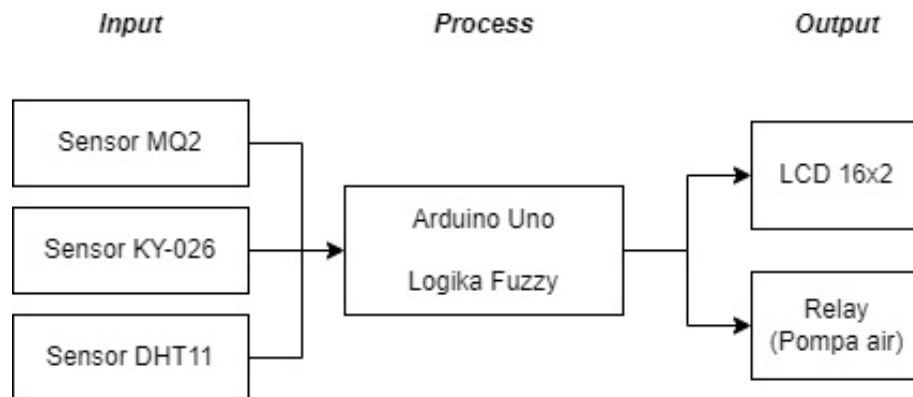 Input
Process
Output
Sensor MQ2
Sensor KY-026
Sensor DHT11
Arduino Uno
Logika Fuzzy
LCD 16x2
Relay
(Pompa air)